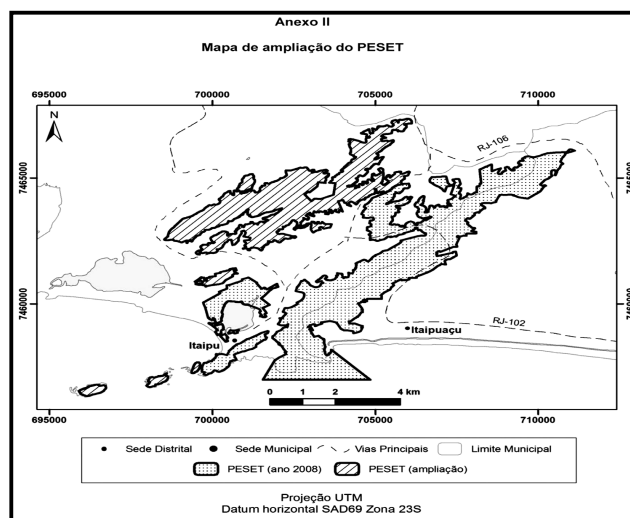 Anexo II
Mapa de ampliação do PESET
695000 700000 705000 710000
N
RJ-106
7465000 7465000
7460000 7460000
RJ-102
Itaipuaçu
Itaipu
0 1 2 4 km
695000 700000 705000 710000
Sede Distrital Sede Municipal Vias Principais Limite Municipal
PESET (ano 2008) PESET (ampliação)
Projeção UTM
Datum horizontal SAD69 Zona 23S